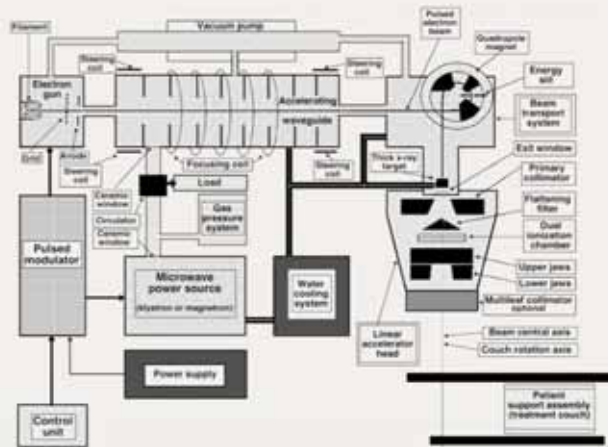 Vacuum pump
Pulsed
electron
beam
Filament
Steering
coil
Steering
coil
Quadrupole
magnet
Electron
gun
Energy
slit
Accelerating
waveguide
Beam
transport
system
Grid
Anode
Steering
coil
Focusing coil
Steering
coil
Thick x-ray
target
Exit window
Primary
collimator
Ceramic
window
Circulator
Ceramic
window
Load
Gas
pressure
system
Flattening
filter
Dual
ionization
chamber
Pulsed
modulator
Microwave
power source
(klystron or magnetron)
Water
cooling
system
Upper jaws
Lower jaws
Multileaf collimator
optional
Linear
accelerator
head
Beam central axis
Couch rotation axis
Power supply
Control
unit
Patient
support assembly
(treatment couch)